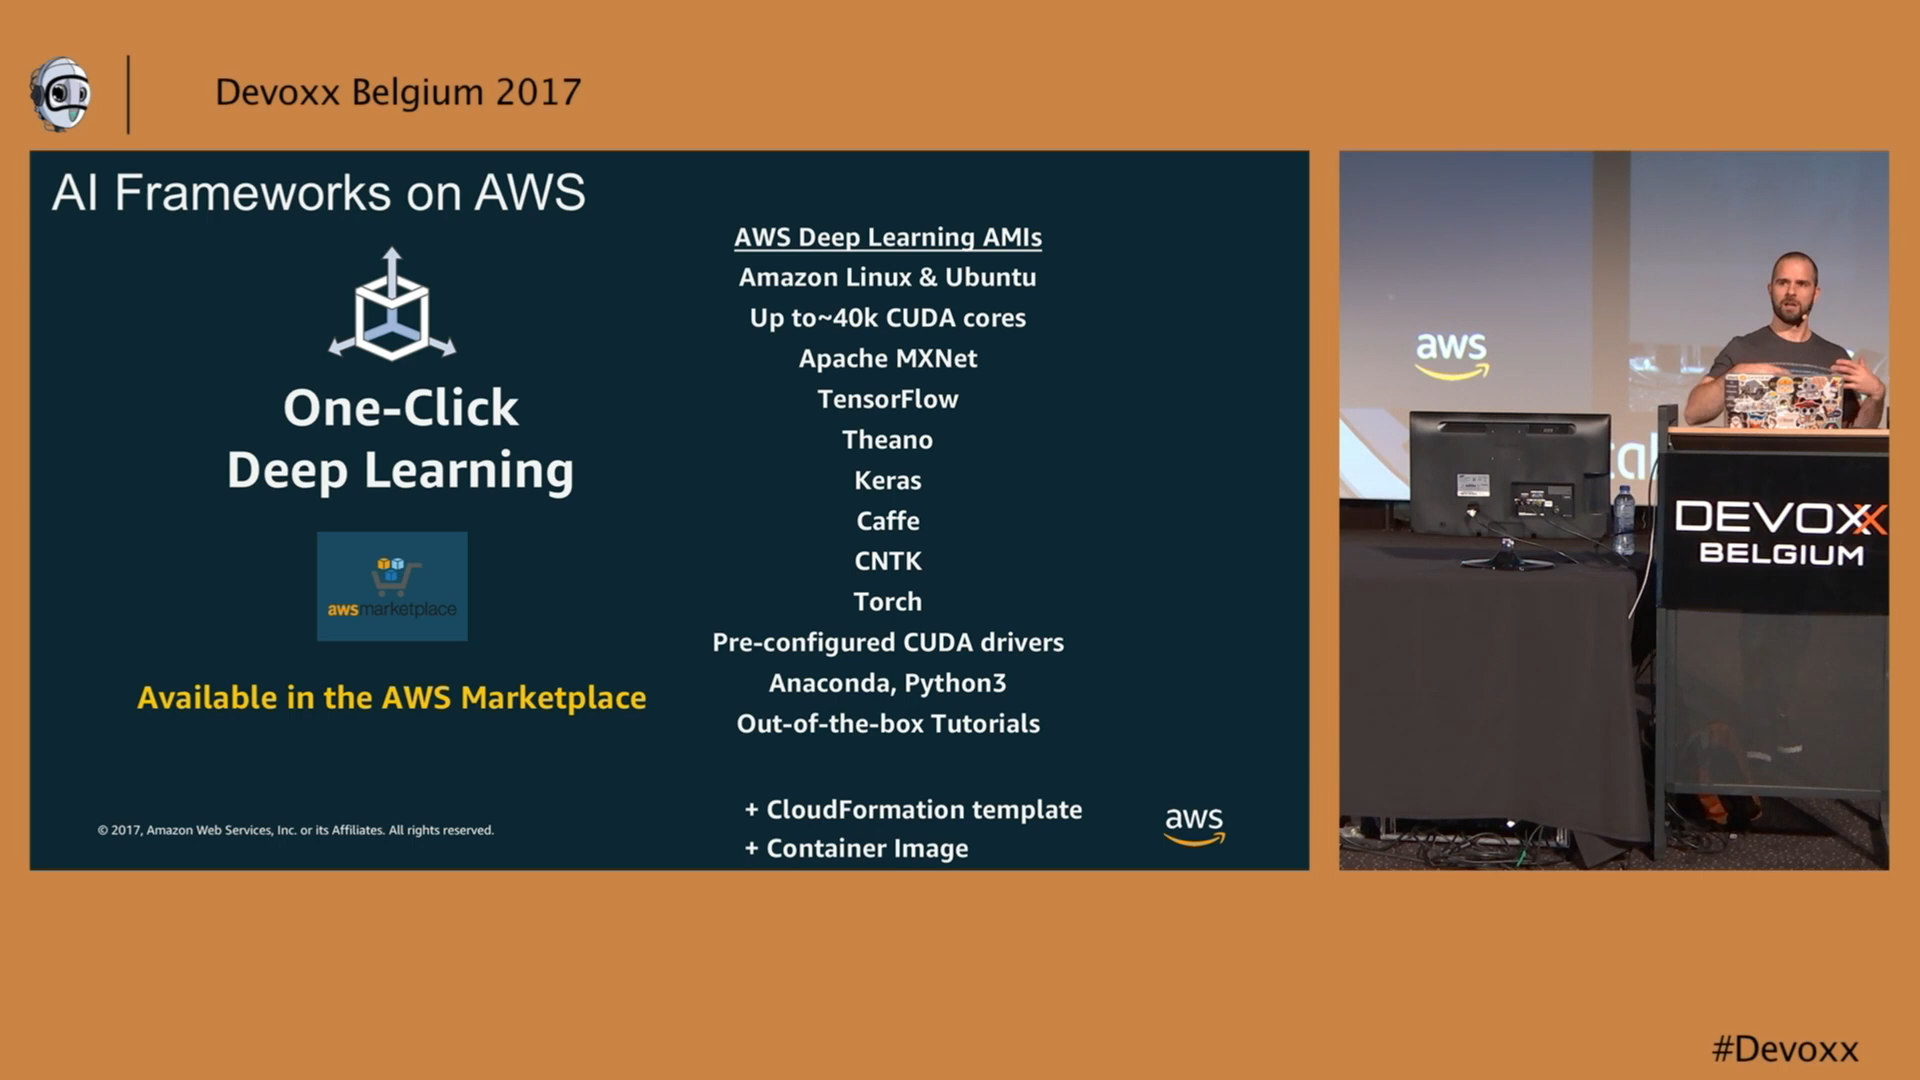 Devoxx Belgium 2017
AI Frameworks on AWS
One-Click
Deep Learning
awsmarketplace
Available in the AWS Marketplace
© 2017, Amazon Web Services, Inc. or its Affiliates. All rights reserved.
AWS Deep Learning AMIs
Amazon Linux & Ubuntu
Up to~40k CUDA cores
Apache MXNet
TensorFlow
Theano
Keras
Caffe
CNTK
Torch
Pre-configured CUDA drivers
Anaconda, Python3
Out-of-the-box Tutorials
+ CloudFormation template
+ Container Image
aws
aws
DEVOXX
BELGIUM
#Devoxx